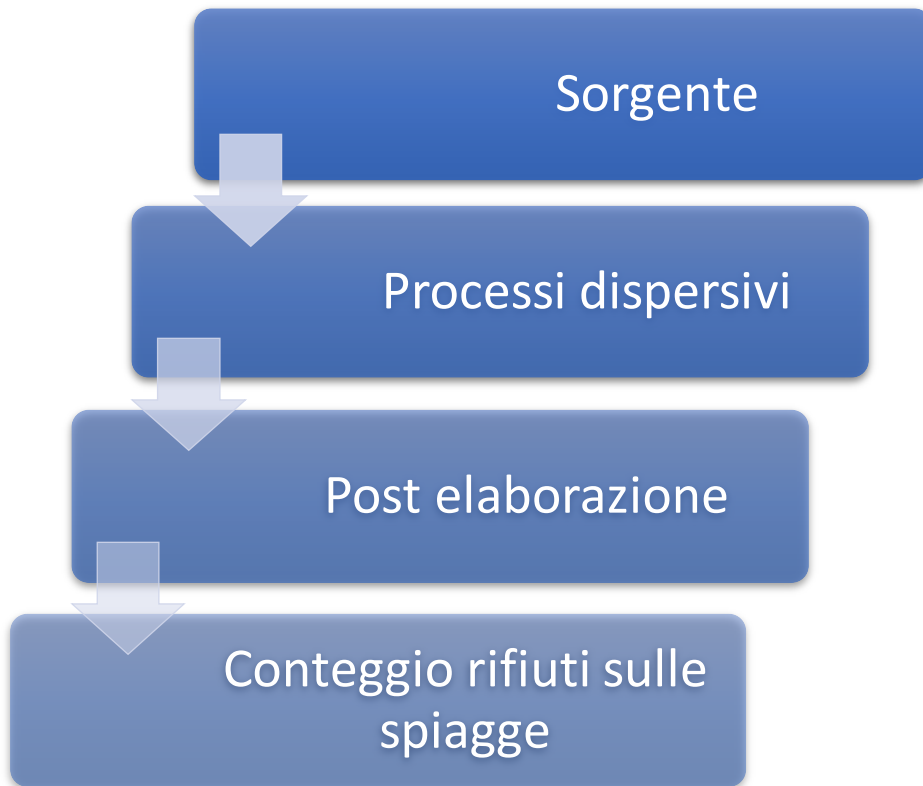 Sorgente
Processi dispersivi
Post elaborazione
Conteggio rifiuti sulle
spiagge